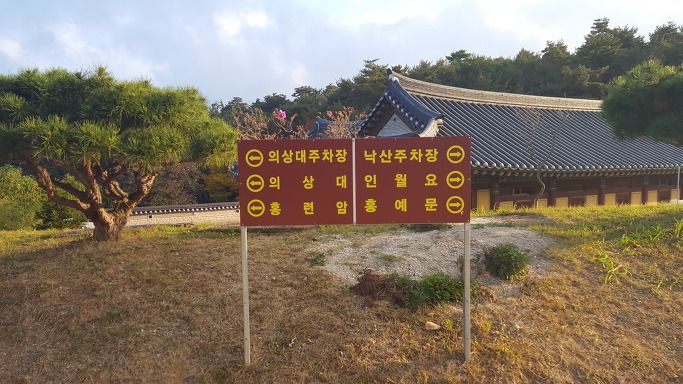 의상대주차장
의상대
홍련암
낙산주차장
인월요
홍예문